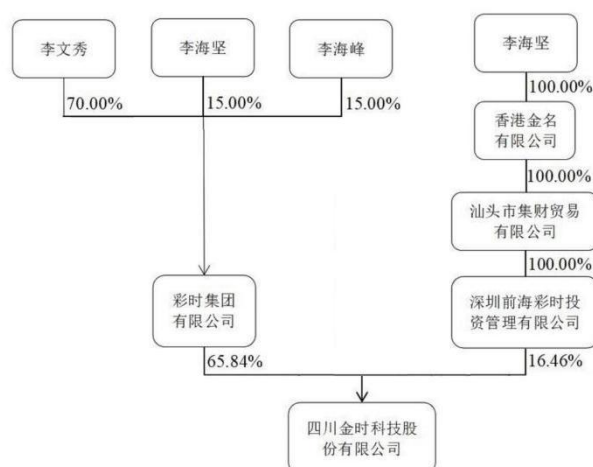 李文秀
李海坚
李海峰
李海坚
70.00%
15.00%
15.00%
100.00%
香港金名
有限公司
100.00%
汕头市集财贸易
有限公司
100.00%
彩时集团
有限公司
深圳前海彩时投
资管理有限公司
65.84%
16.46%
四川金时科技股
份有限公司